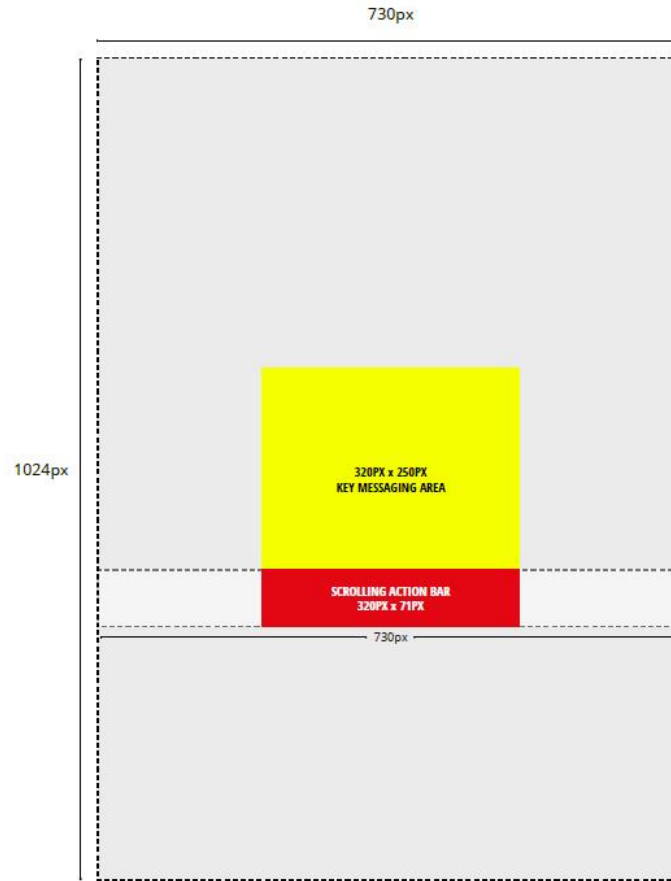 730px
1024px
320PX x 250PX
KEY MESSAGING AREA
SCROLLING ACTION BAR
320PX x 71PX
730px